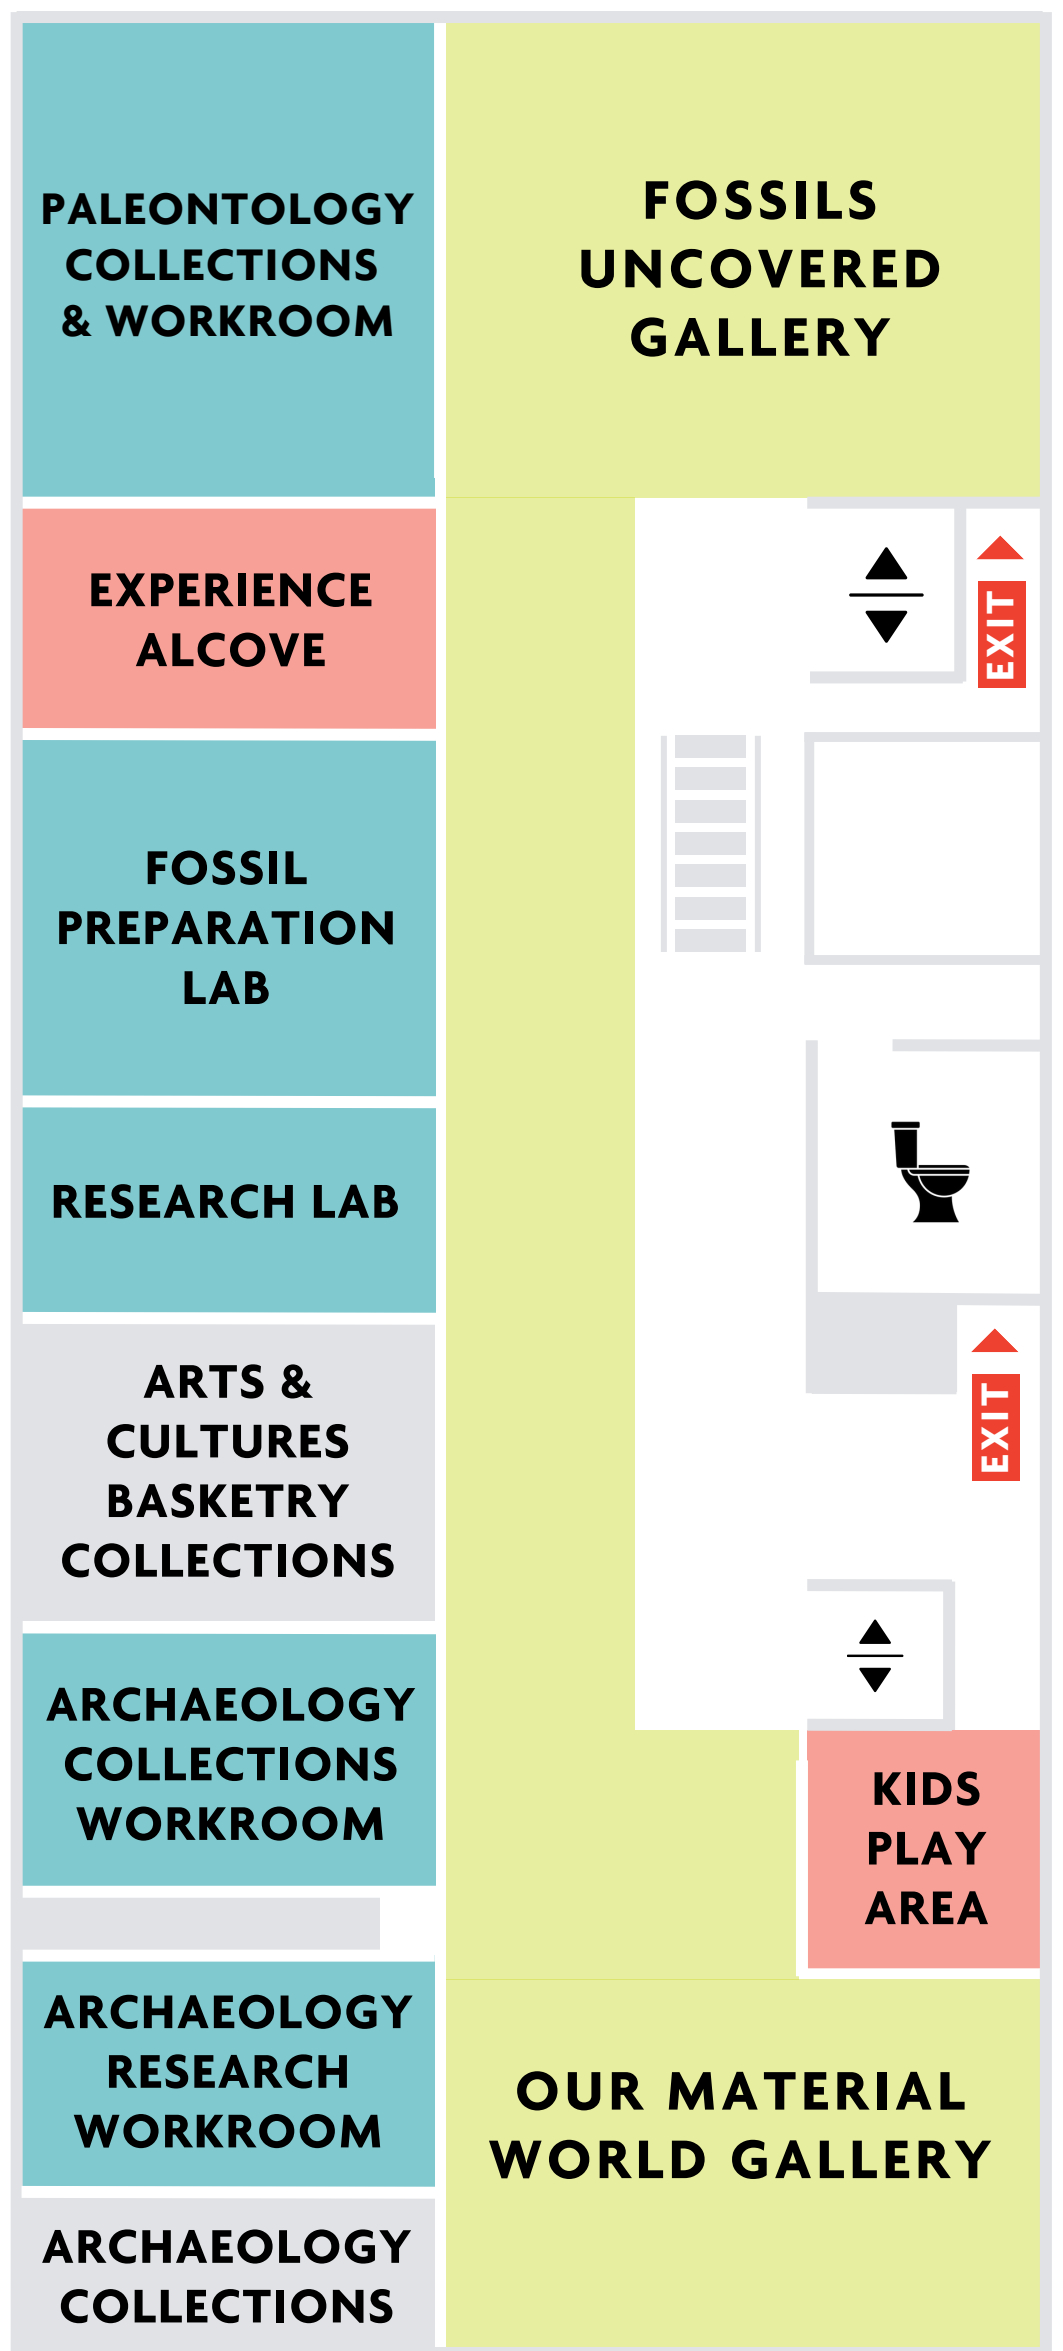 PALEONTOLOGY
COLLECTIONS
& WORKROOM
FOSSILS
UNCOVERED
GALLERY
EXPERIENCE
ALCOVE
EXIT
FOSSIL
PREPARATION
LAB
RESEARCH LAB
ARTS &
CULTURES
BASKETRY
COLLECTIONS
EXIT
ARCHAEOLOGY
COLLECTIONS
WORKROOM
KIDS
PLAY
AREA
ARCHAEOLOGY
RESEARCH
WORKROOM
OUR MATERIAL
WORLD GALLERY
ARCHAEOLOGY
COLLECTIONS